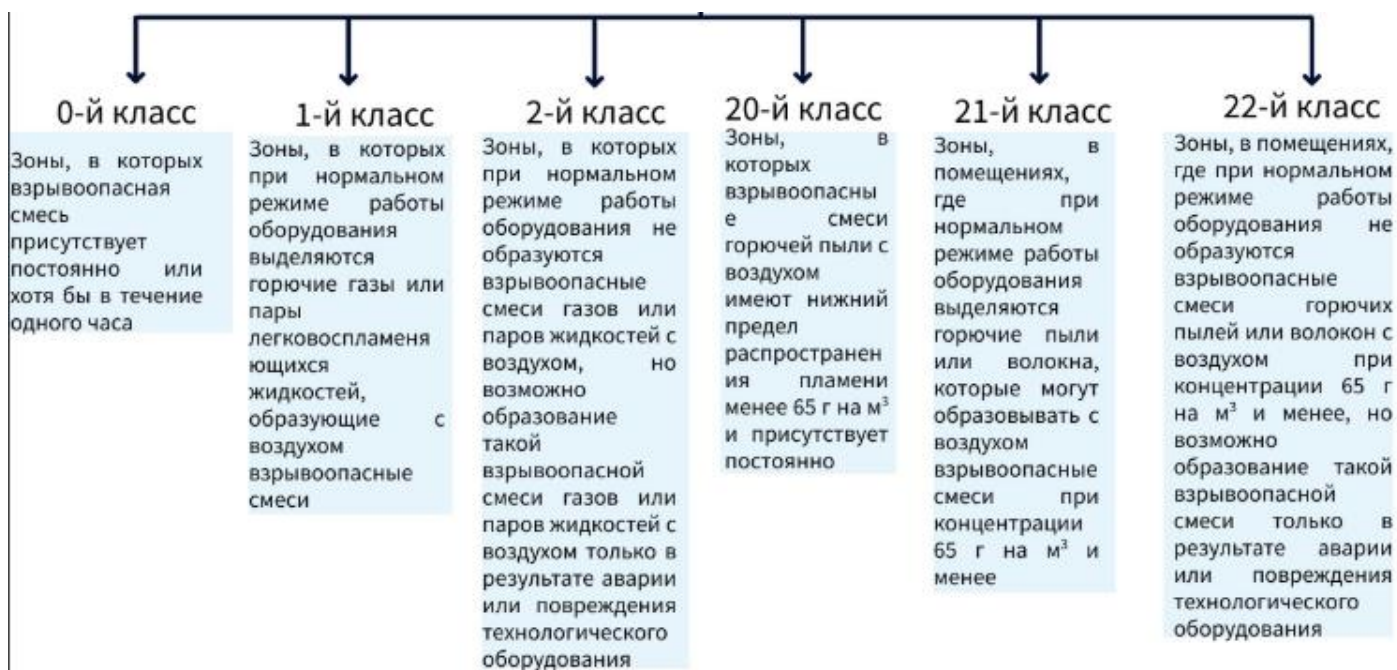 0-й класс
Зоны, в которых
взрывоопасная
смесь
присутствует
постоянно или
хотя бы в течение
одного часа
1-й класс
Зоны, в которых
при нормальном
режиме работы
оборудования
выделяются
горючие газы или
пары
легковоспламеня
ющихся
жидкостей,
образующие с
воздухом
взрывоопасные
смеси
2-й класс
Зоны, в которых
при нормальном
режиме работы
оборудования не
образуются
взрывоопасные
смеси газов или
паров жидкостей с
воздухом, но
возможно
образование
такой
взрывоопасной
смеси газов или
паров жидкостей с
воздухом только в
результате аварии
или повреждения
технологического
оборудования
20-й класс
Зоны, в
которых
взрывоопасны
е смеси
горючей пыли с
воздухом
имеют нижний
предел
распространен
ия пламени
менее 65 г на м³
и присутствует
постоянно
21-й класс
Зоны, в
помещениях,
где при
нормальном
режиме работы
оборудования
выделяются
горючие пыли
или волокна,
которые могут
образовывать с
воздухом
взрывоопасные
смеси при
концентрации
65 г на м³ и
менее
22-й класс
Зоны, в помещениях,
где при нормальном
режиме работы
оборудования не
образуются
взрывоопасные
смеси горючих
пылей или волокон с
воздухом при
концентрации 65 г
на м³ и менее, но
возможно
образование такой
взрывоопасной
смеси только в
результате аварии
или повреждения
технологического
оборудования